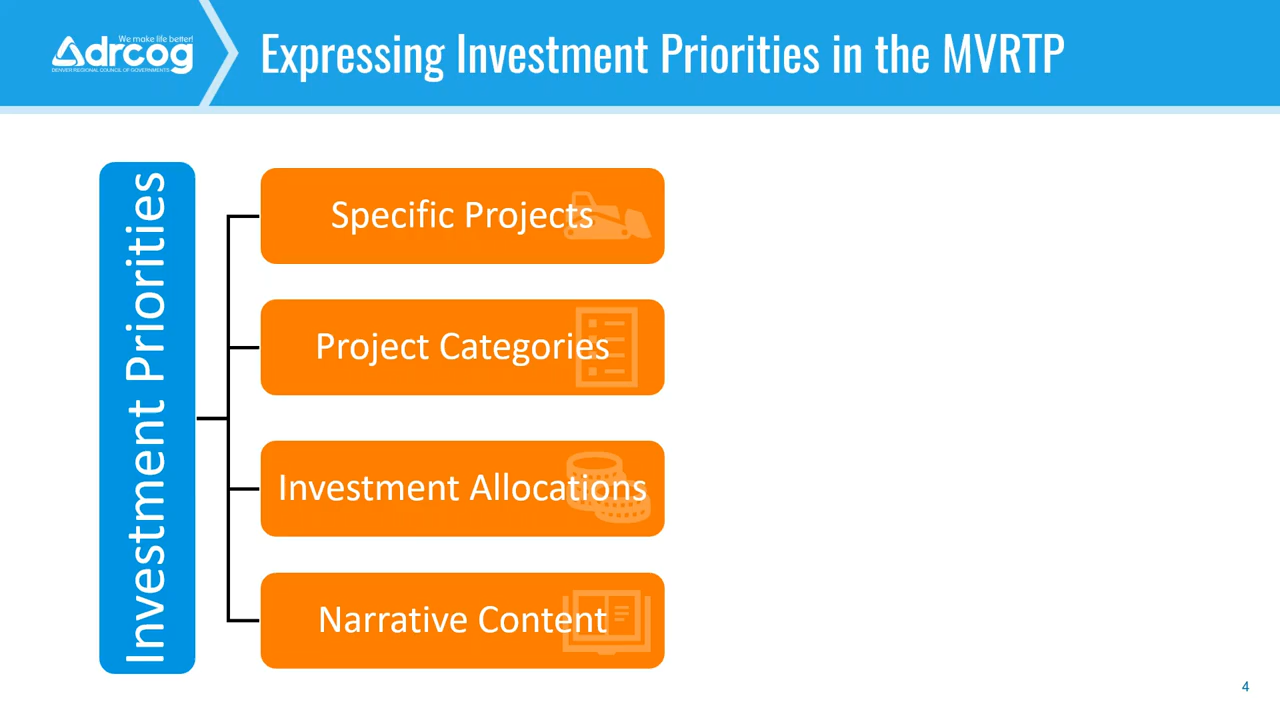 We make life better!
drcog
DENVER REGIONAL COUNCIL OF GOVERNMENTS
Expressing Investment Priorities in the MVRTP
Investment Priorities
Specific Projects
Project Categories
Investment Allocations
Narrative Content
4